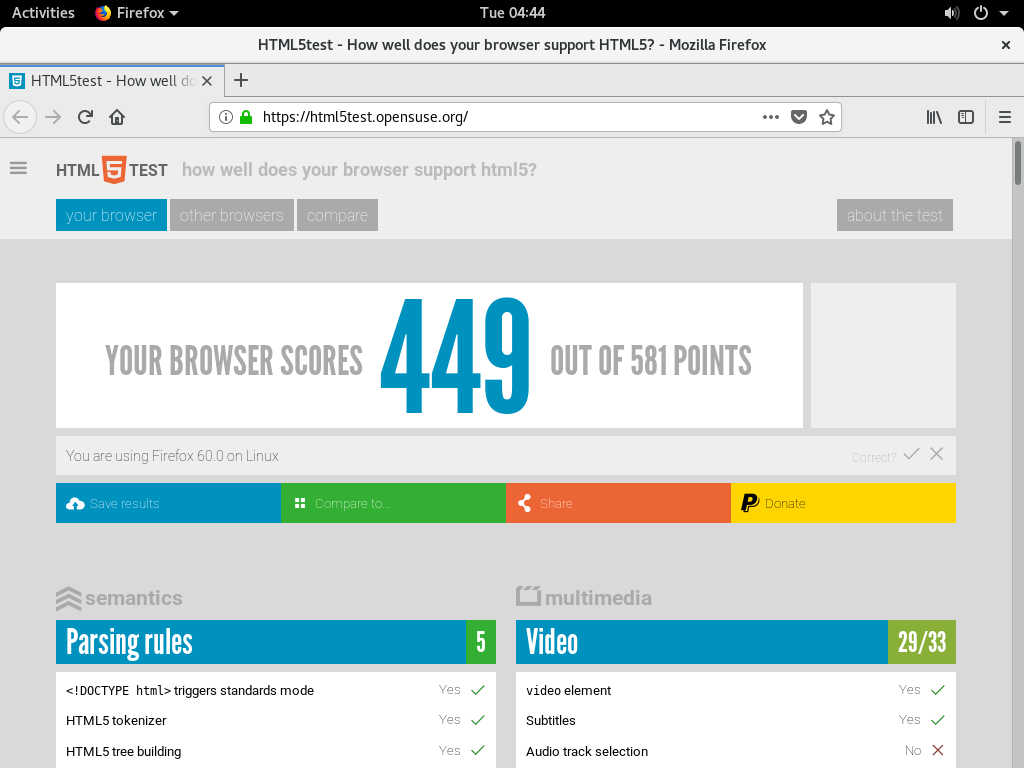 Activities Firefox Tue 04:44
HTML5test - How well does your browser support HTML5? - Mozilla Firefox
HTML5test - How well do
https://html5test.opensuse.org/
HTML 5 TEST how well does your browser support html5?
your browser other browsers compare about the test
YOUR BROWSER SCORES 449 OUT OF 581 POINTS
You are using Firefox 60.0 on Linux Correct?
Save results Compare to... Share Donate
semantics
Parsing rules 5
<!DOCTYPE html> triggers standards mode Yes
HTML5 tokenizer Yes
HTML5 tree building Yes
multimedia
Video 29/33
video element Yes
Subtitles Yes
Audio track selection No